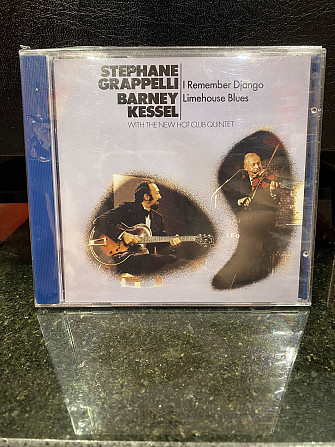 STEPHANE
GRAPPELLI
BARNEY
KESSEL
I Remember Django
Limehouse Blues
WITH THE NEW HOT CLUB QUINTET